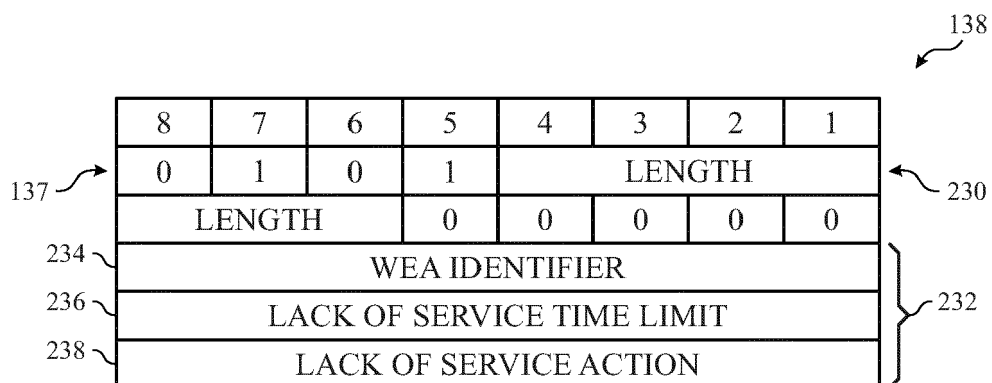 138
8 7 6 5 4 3 2 1
137 0 1 0 1 LENGTH 230
LENGTH 0 0 0 0 0
234 WEA IDENTIFIER
236 LACK OF SERVICE TIME LIMIT 232
238 LACK OF SERVICE ACTION